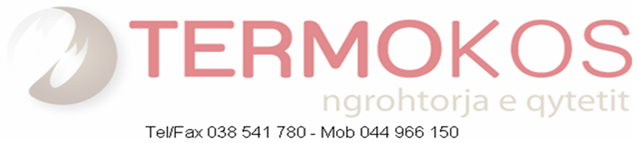 TERMOKOS
ngrohtorja e qytetit
Tel/Fax 038 541 780 - Mob 044 966 150